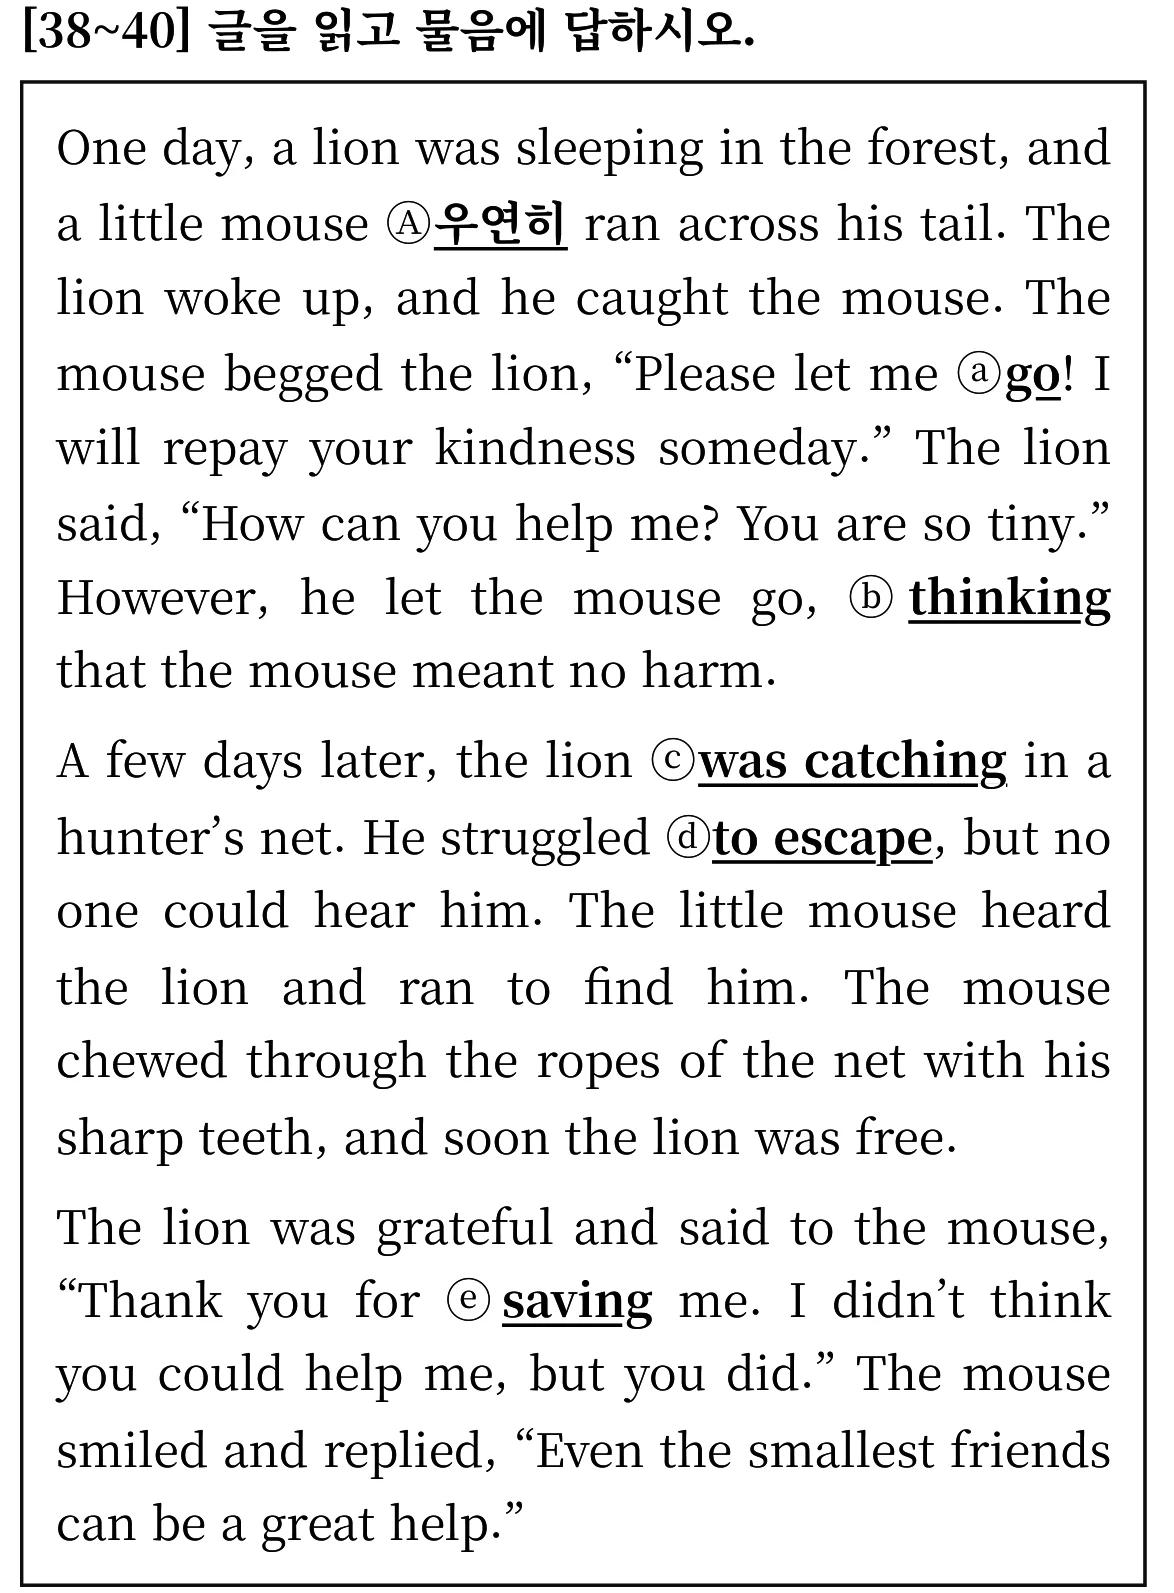 [38~40] 글을 읽고 물음에 답하시오.
One day, a lion was sleeping in the forest, and
a little mouse Ⓐ우연히 ran across his tail. The
lion woke up, and he caught the mouse. The
mouse begged the lion, “Please let me ⓐgo! I
will repay your kindness someday.” The lion
said, “How can you help me? You are so tiny.”
However, he let the mouse go, ⓑ thinking
that the mouse meant no harm.
A few days later, the lion ⓒwas catching in a
hunter’s net. He struggled ⓓto escape, but no
one could hear him. The little mouse heard
the lion and ran to find him. The mouse
chewed through the ropes of the net with his
sharp teeth, and soon the lion was free.
The lion was grateful and said to the mouse,
“Thank you for ⓔ saving me. I didn’t think
you could help me, but you did.” The mouse
smiled and replied, “Even the smallest friends
can be a great help.”